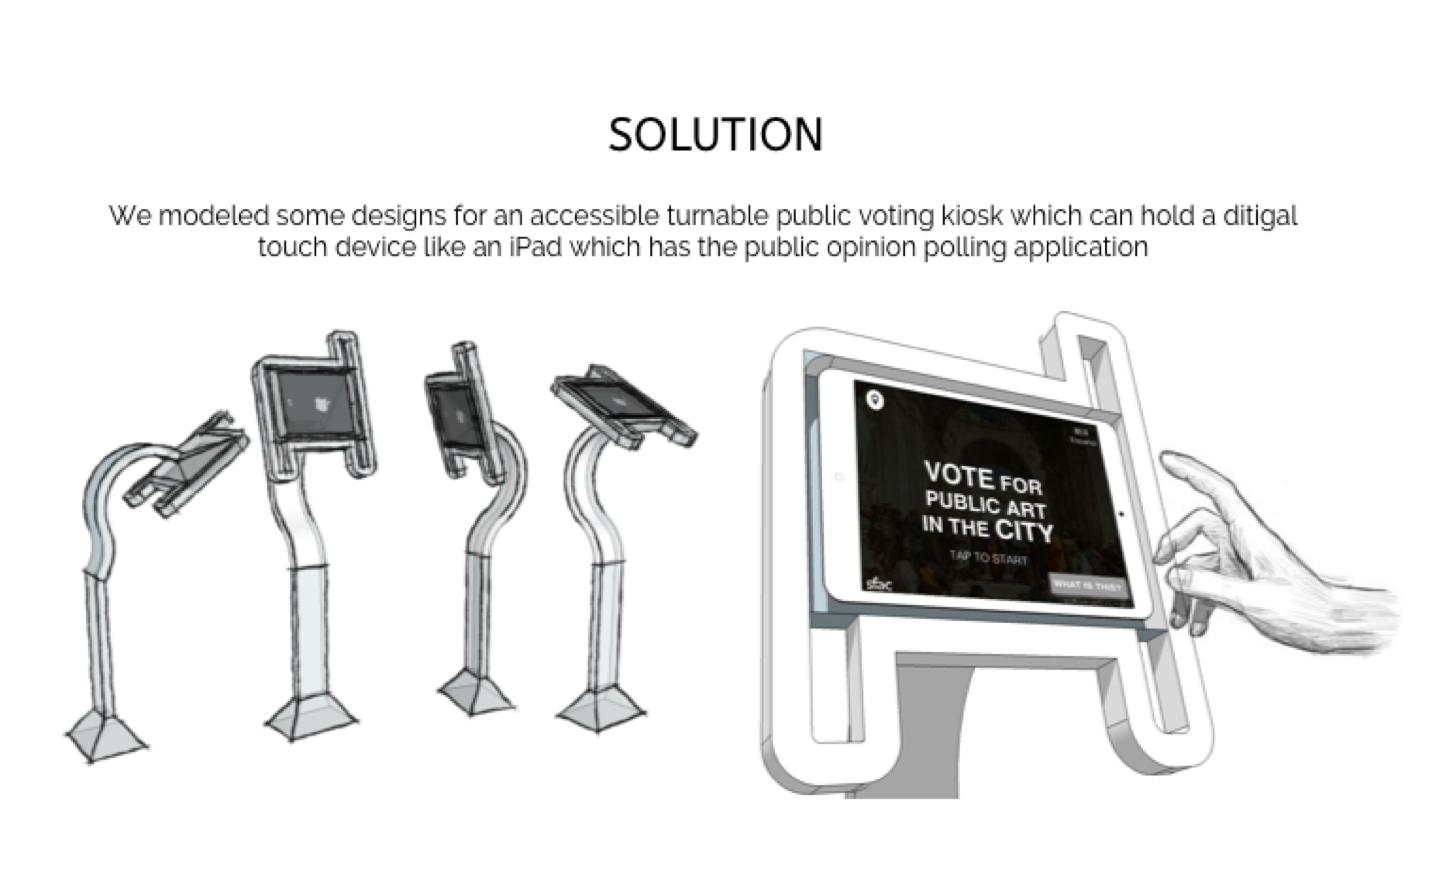 SOLUTION
We modeled some designs for an accessible turnable public voting kiosk which can hold a ditigal
touch device like an iPad which has the public opinion polling application
VOTE FOR
PUBLIC ART
IN THE CITY
TAP TO START
WHAT IS THIS?
sfac